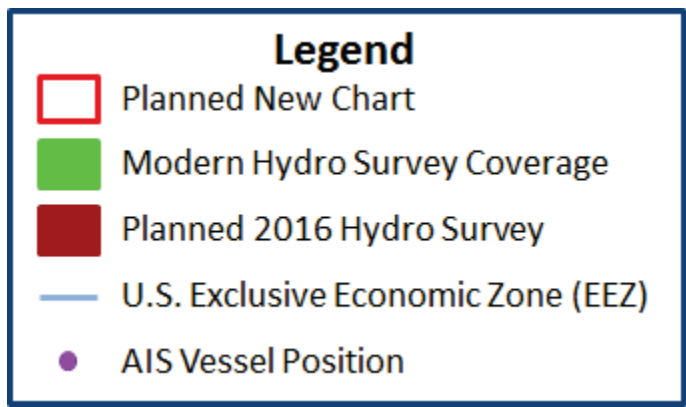 Legend
Planned New Chart
Modern Hydro Survey Coverage
Planned 2016 Hydro Survey
U.S. Exclusive Economic Zone (EEZ)
AIS Vessel Position